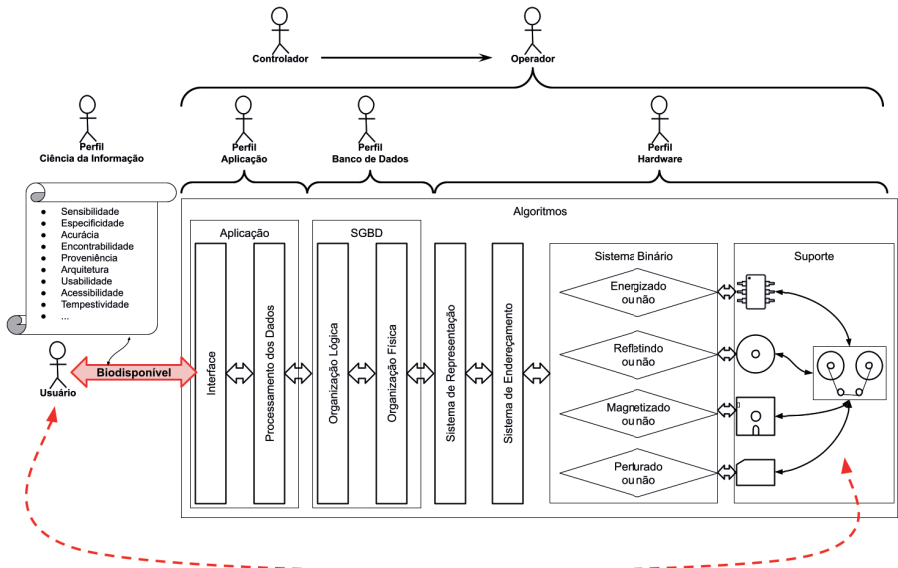 Controlador
Operador
Perfil
Ciência da Informação
Perfil
Aplicação
Perfil
Banco de Dados
Perfil
Hardware
Sensibilidade
Especificidade
Acurácia
Encontrabilidade
Proveniência
Arquitetura
Usabilidade
Acessibilidade
Tempestividade
...
Usuário
Biodisponível
Algoritmos
Aplicação
Interface
Processamento dos Dados
SGBD
Organização Lógica
Organização Física
Sistema de Representação
Sistema de Endereçamento
Sistema Binário
Energizado
ou não
Refletindo
ou não
Magnetizado
ou não
Perfurado
ou não
Suporte